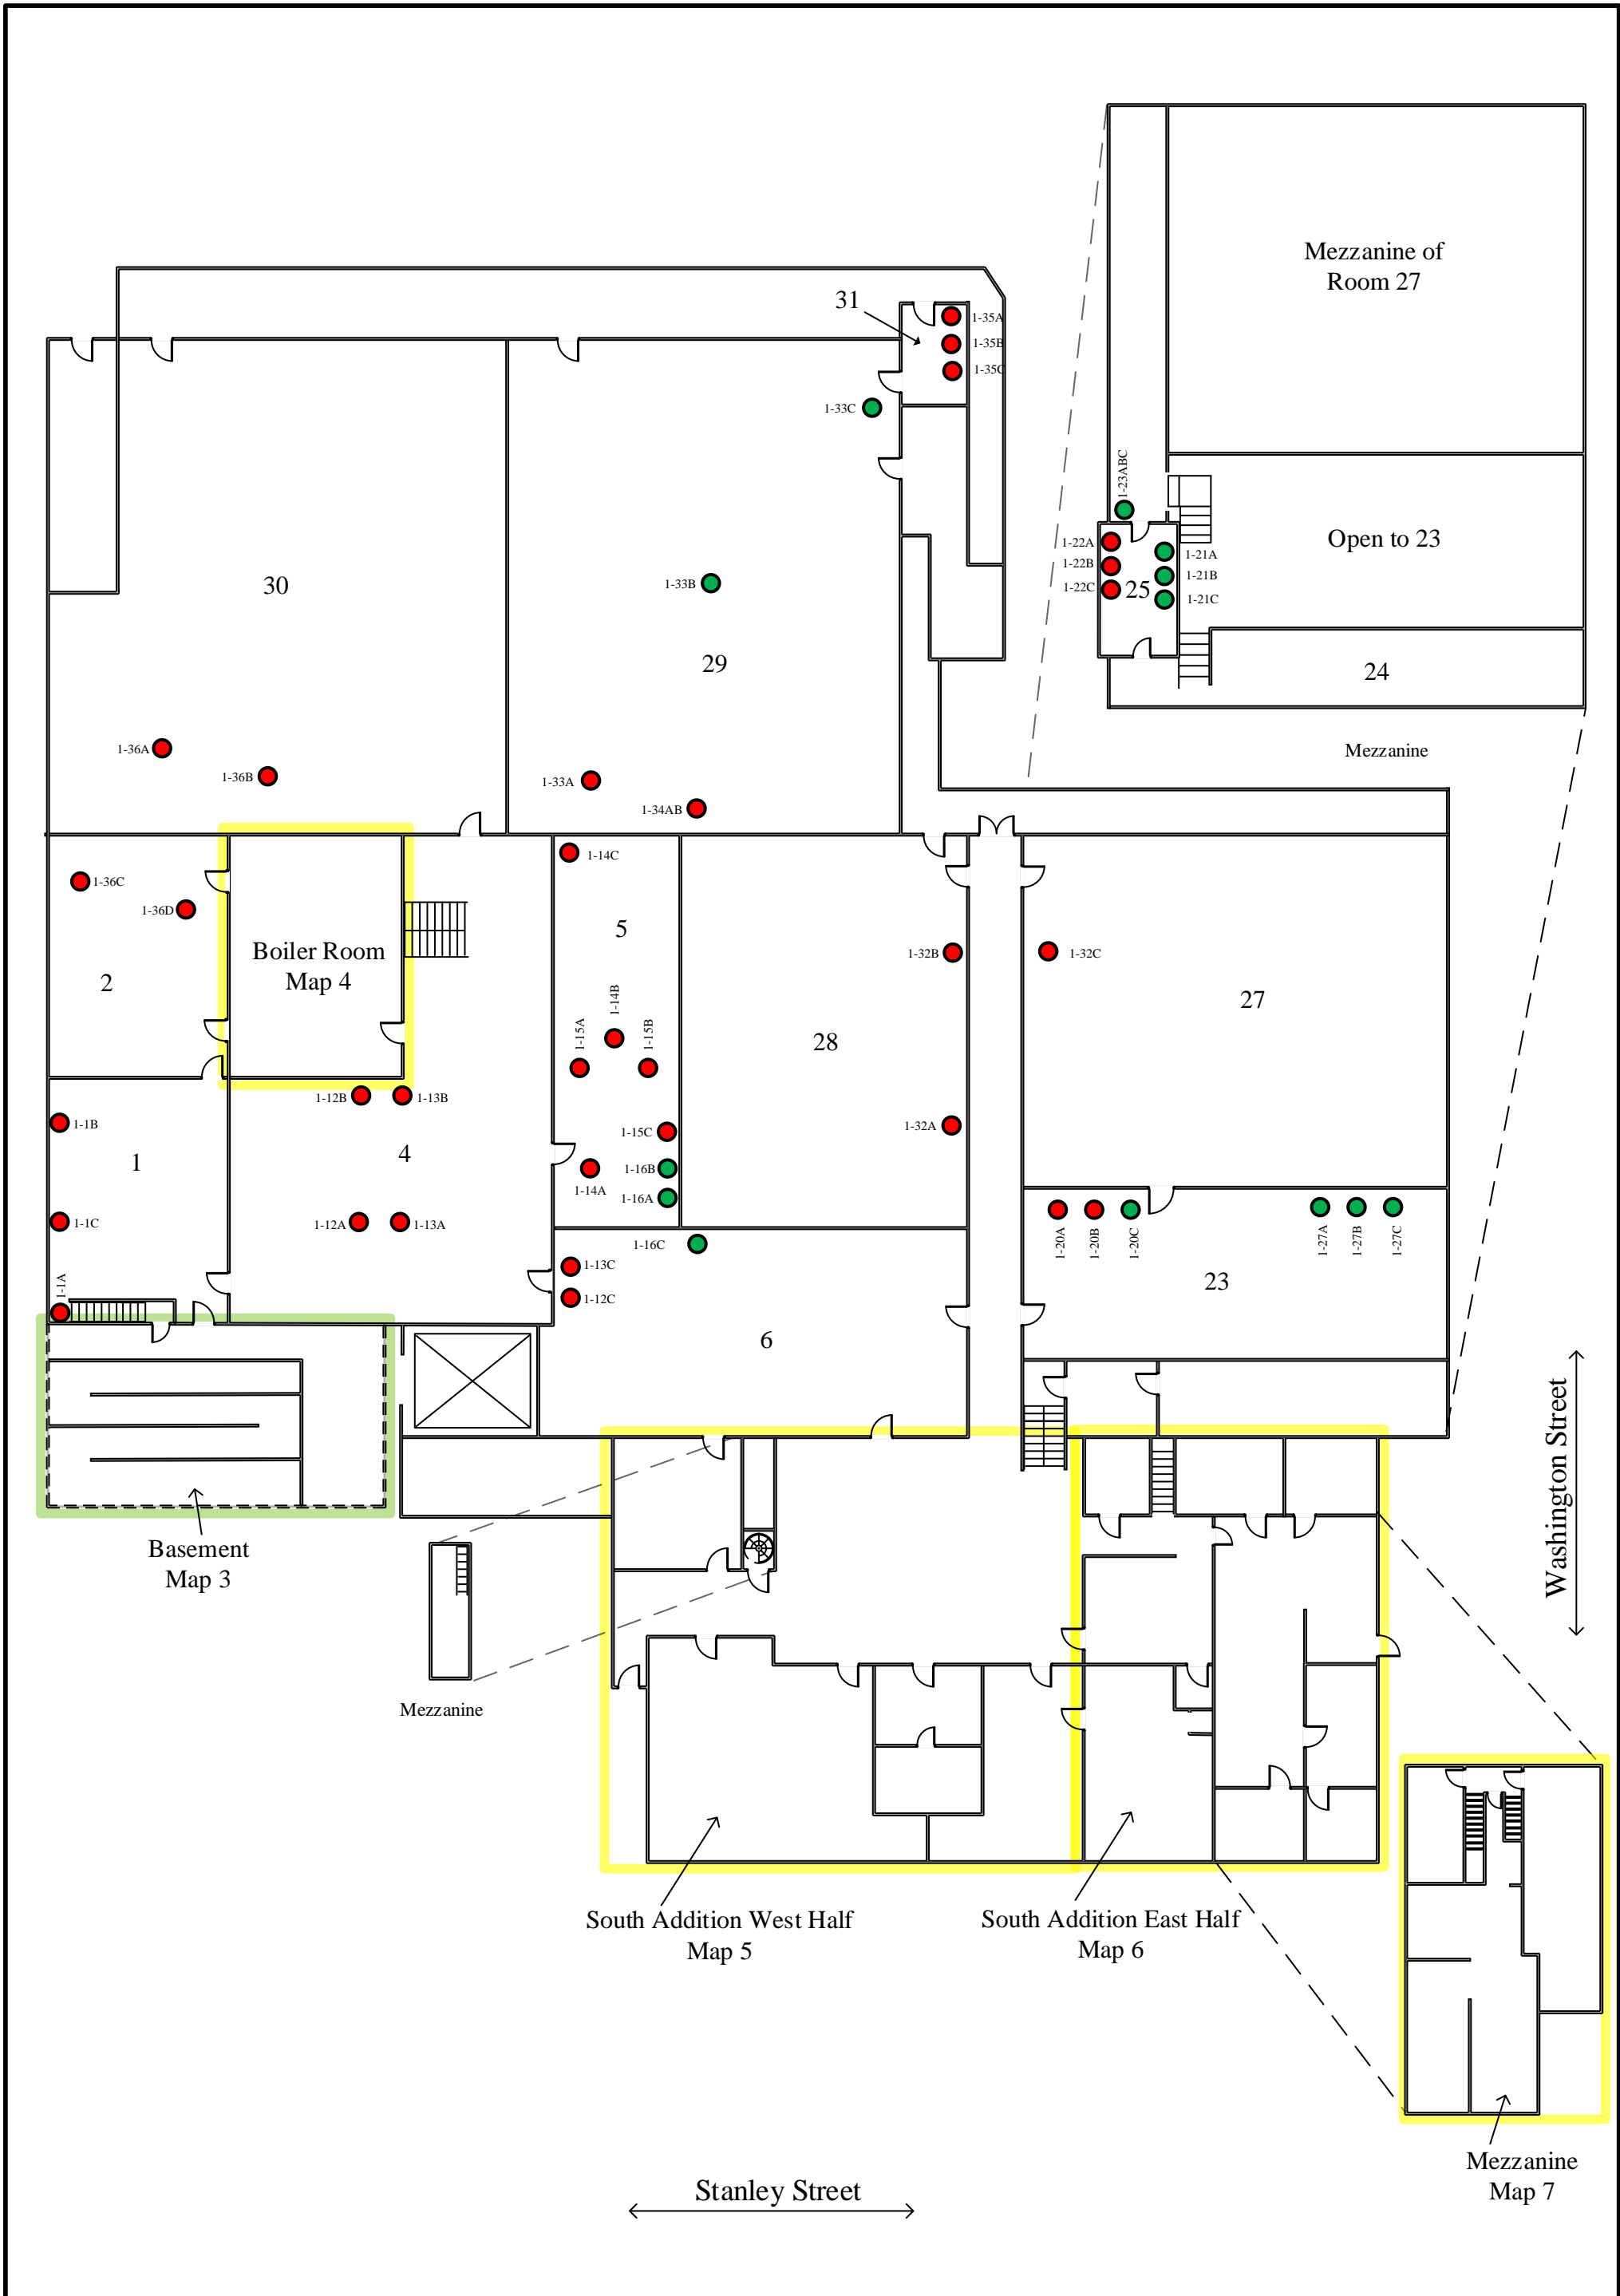 Mezzanine of
Room 27
31
1-35A
1-35B
1-35C
1-33C
1-23ABC
Open to 23
1-22A
1-22B
1-22C
25
1-21A
1-21B
1-21C
30
1-33B
29
24
Mezzanine
1-36A
1-36B
1-33A
1-34AB
1-14C
1-36C
1-36D
5
Boiler Room
Map 4
2
1-32B
1-32C
27
1-14B
1-15A
1-15B
28
1-12B
1-13B
1-1B
1
4
1-15C
1-16B
1-14A
1-16A
1-32A
1-1C
1-12A
1-13A
1-20A
1-20B
1-20C
1-27A
1-27B
1-27C
1-16C
1-13C
1-12C
1-1A
23
6
Washington Street
Basement
Map 3
Mezzanine
South Addition West Half
Map 5
South Addition East Half
Map 6
Mezzanine
Map 7
Stanley Street